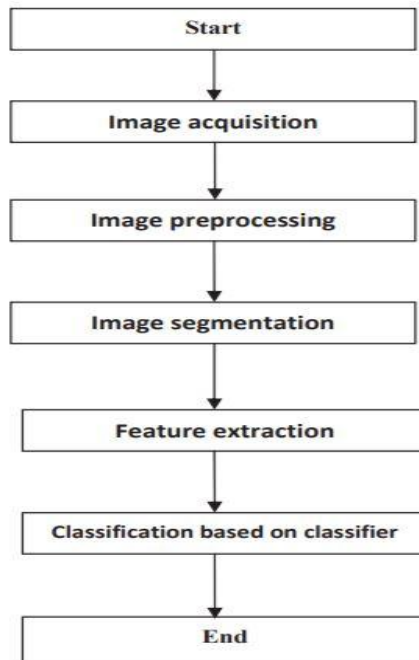 Start
Image acquisition
Image preprocessing
Image segmentation
Feature extraction
Classification based on classifier
End